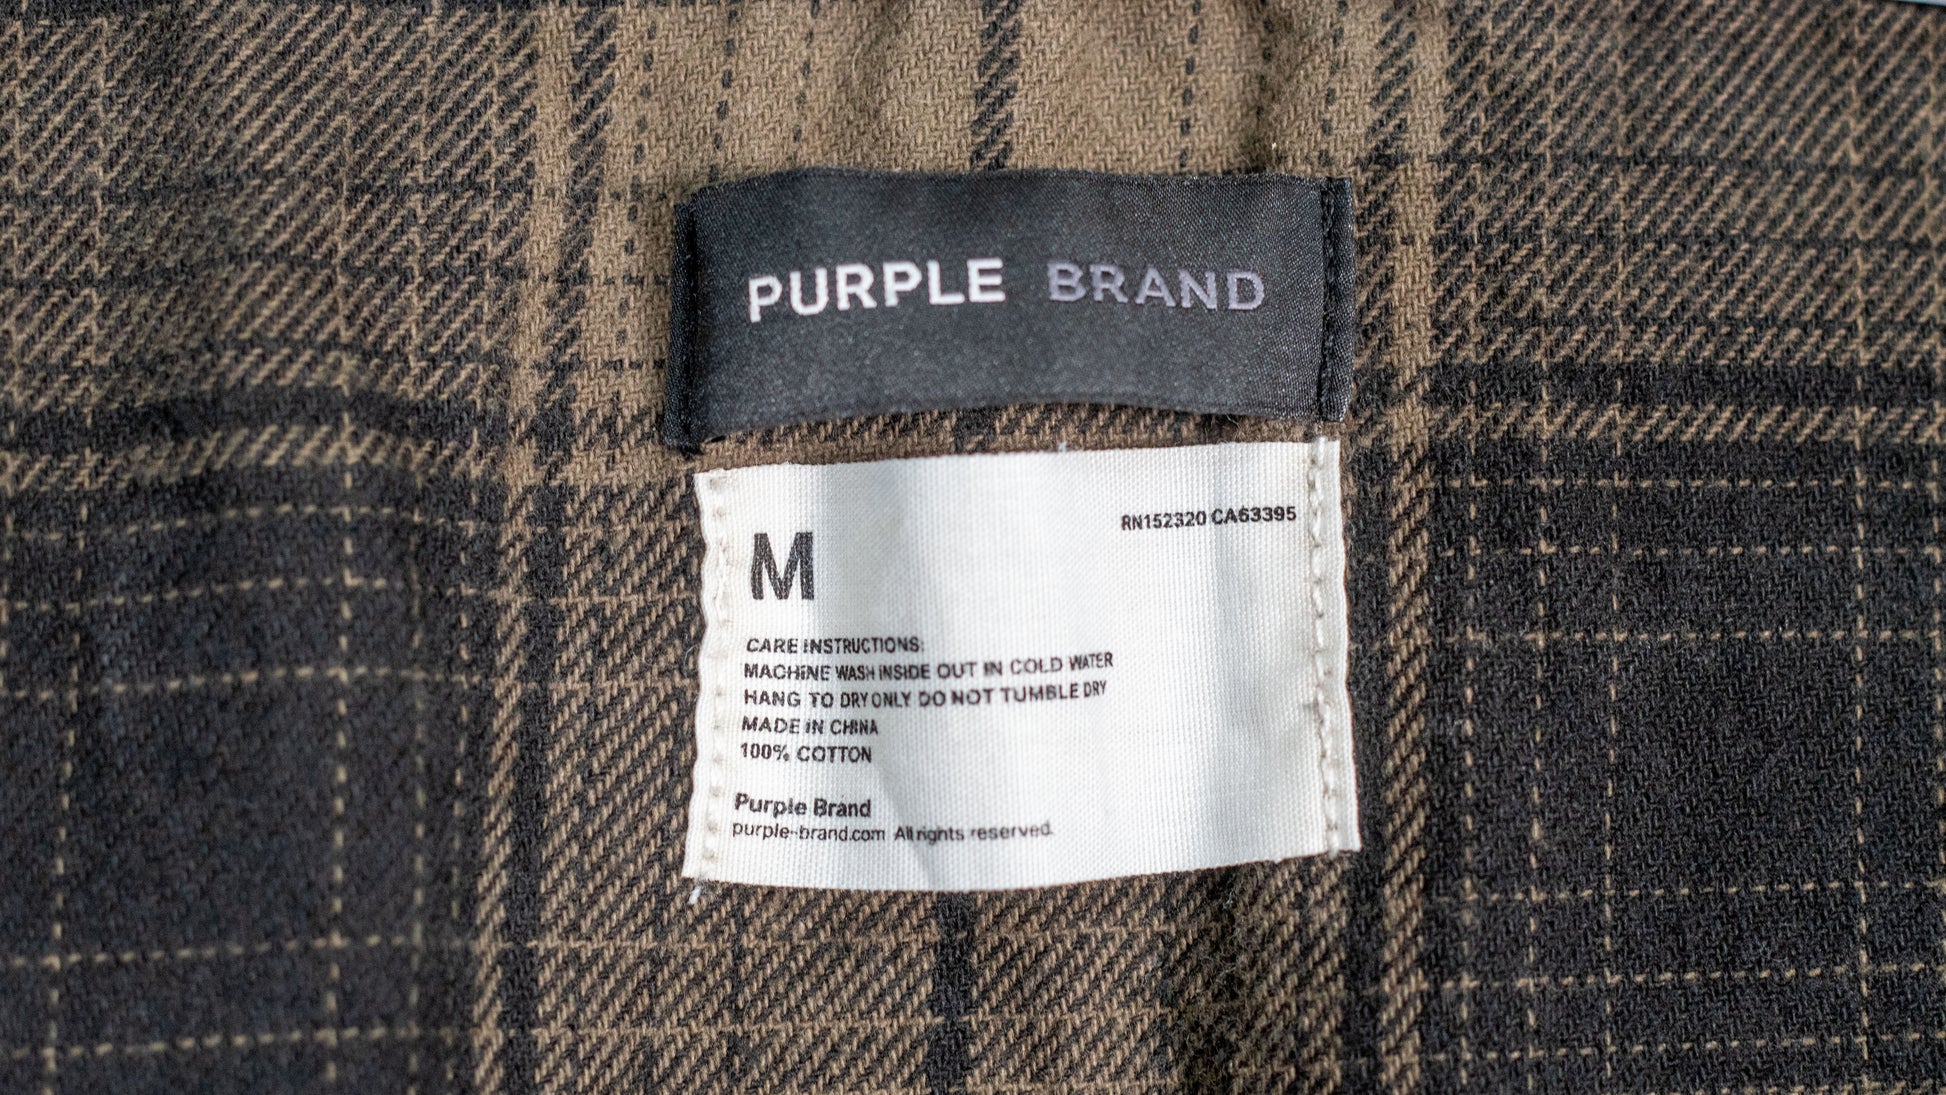 PURPLE BRAND
RN152320 CA63395
M
CARE INSTRUCTIONS:
MACHINE WASH INSIDE OUT IN COLD WATER
HANG TO DRY ONLY DO NOT TUMBLE DRY
MADE IN CHINA
100% COTTON
Purple Brand
purple-brand.com All rights reserved.